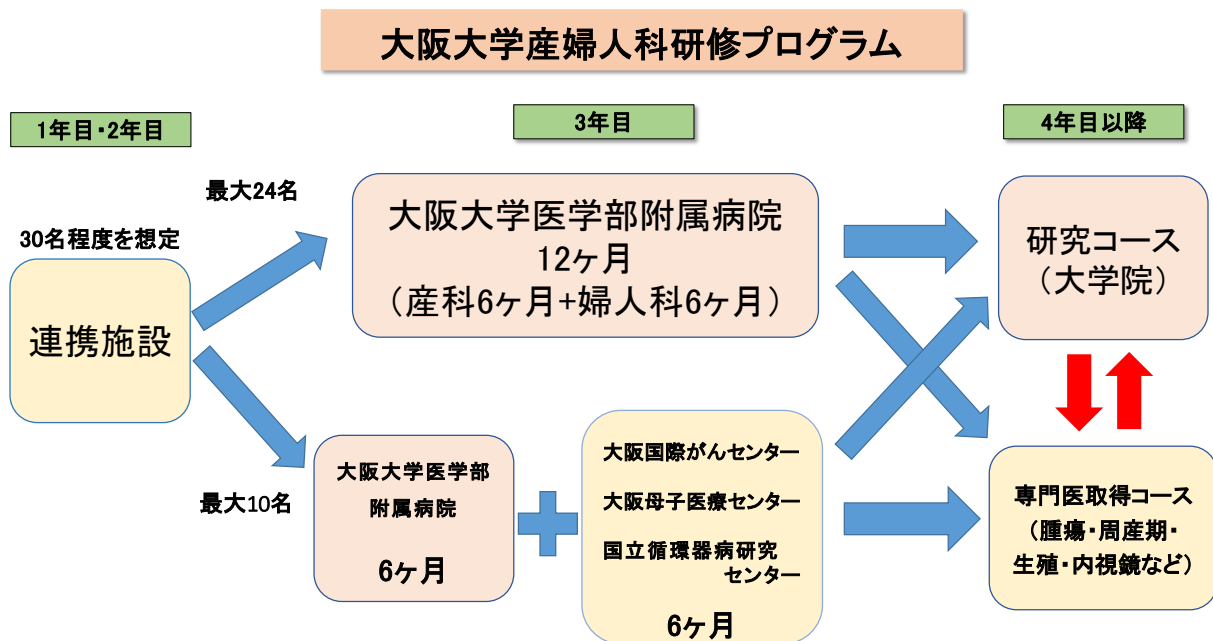 大阪大学産婦人科研修プログラム
1年目・2年目
3年目
4年目以降
最大24名
30名程度を想定
連携施設
大阪大学医学部附属病院
12ヶ月
（産科6ヶ月+婦人科6ヶ月）
研究コース
（大学院）
最大10名
大阪大学医学部
附属病院
6ヶ月
大阪国際がんセンター
大阪母子医療センター
国立循環器病研究
センター
6ヶ月
専門医取得コース
（腫瘍・周産期・
生殖・内視鏡など）